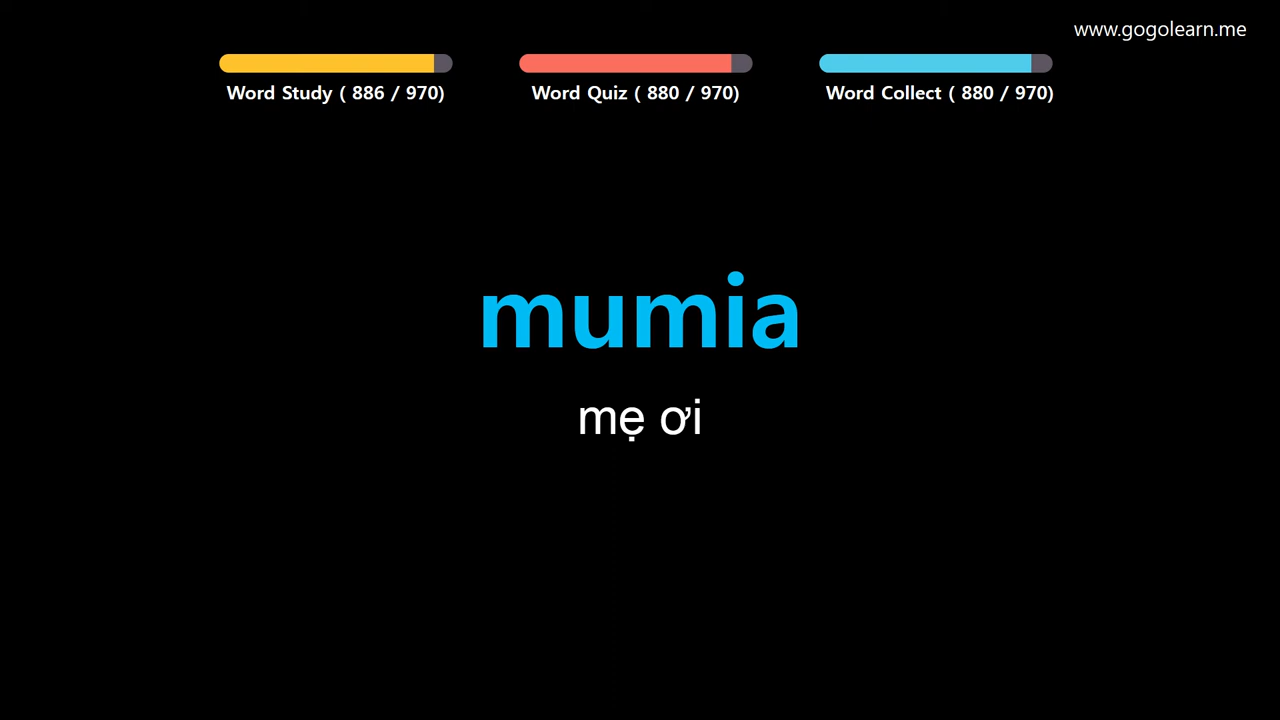 www.gogolearn.me
Word Study ( 886 / 970)
Word Quiz ( 880 / 970)
Word Collect ( 880 / 970)
mumia
mẹ ơi